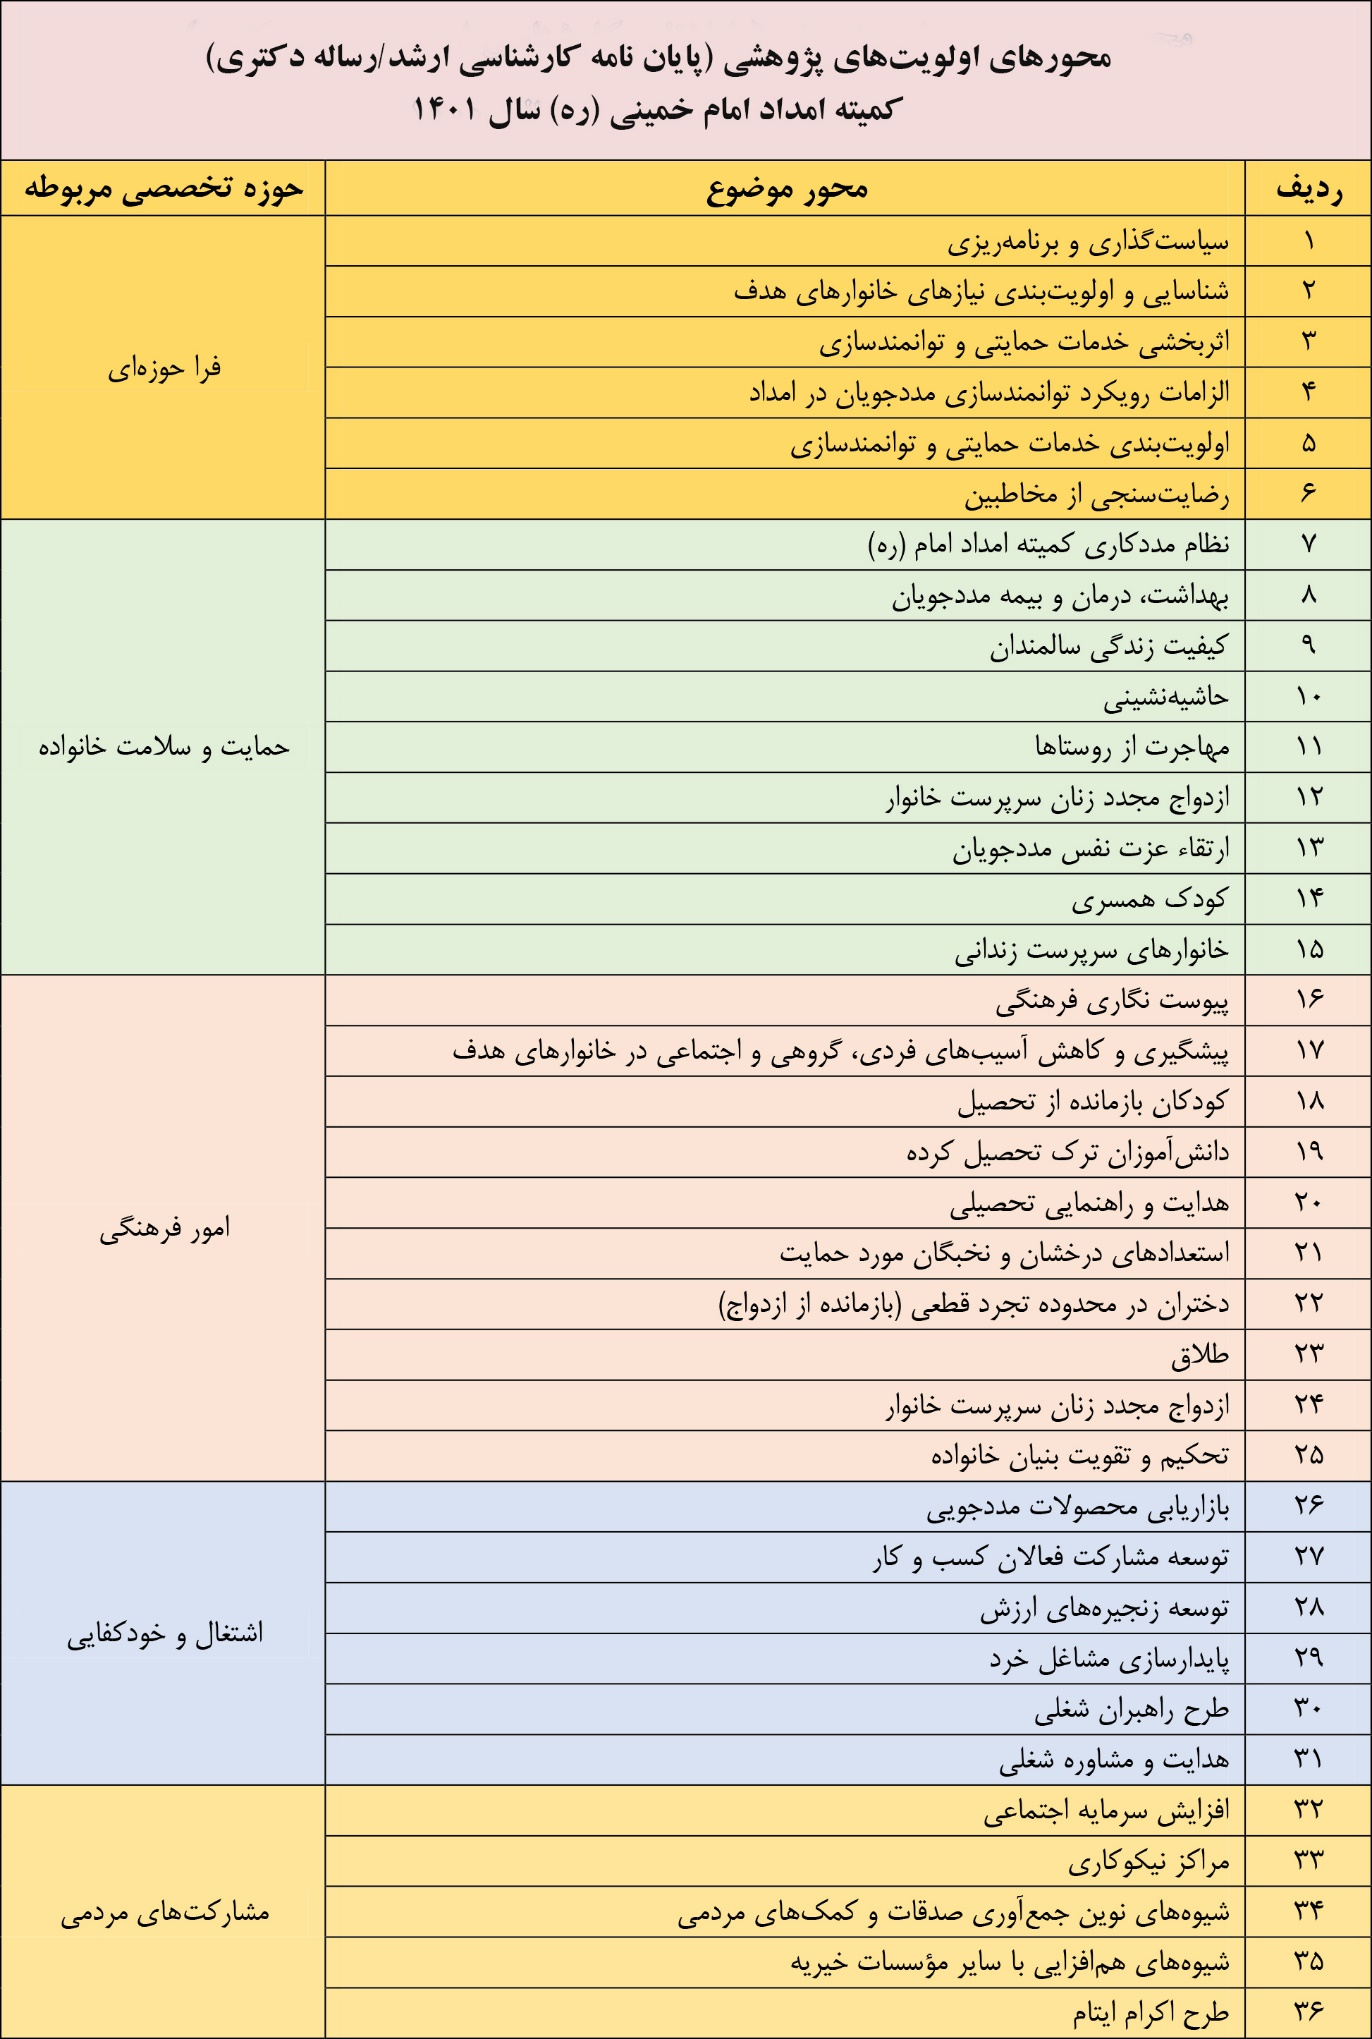 محورهای اولویت‌های پژوهشی (پایان نامه کارشناسی ارشد/رساله دکتری)
کمیته امداد امام خمینی (ره) سال ۱۴۰۱
ردیف محور موضوع حوزه تخصصی مربوطه
۱ سیاست‌گذاری و برنامه‌ریزی
۲ شناسایی و اولویت‌بندی نیازهای خانوارهای هدف
۳ اثربخشی خدمات حمایتی و توانمندسازی
فرا حوزه‌ای
۴ الزامات رویکرد توانمندسازی مددجویان در امداد
۵ اولویت‌بندی خدمات حمایتی و توانمندسازی
۶ رضایت‌سنجی از مخاطبین
۷ نظام مددکاری کمیته امداد امام (ره)
۸ بهداشت، درمان و بیمه مددجویان
۹ کیفیت زندگی سالمندان
۱۰ حاشیه‌نشینی
۱۱ مهاجرت از روستاها حمایت و سلامت خانواده
۱۲ ازدواج مجدد زنان سرپرست خانوار
۱۳ ارتقاء عزت نفس مددجویان
۱۴ کودک همسری
۱۵ خانوارهای سرپرست زندانی
۱۶ پیوست نگاری فرهنگی
۱۷ پیشگیری و کاهش آسیب‌های فردی، گروهی و اجتماعی در خانوارهای هدف
۱۸ کودکان بازمانده از تحصیل
۱۹ دانش‌آموزان ترک تحصیل کرده
۲۰ هدایت و راهنمایی تحصیلی
امور فرهنگی
۲۱ استعدادهای درخشان و نخبگان مورد حمایت
۲۲ دختران در محدوده تجرد قطعی (بازمانده از ازدواج)
۲۳ طلاق
۲۴ ازدواج مجدد زنان سرپرست خانوار
۲۵ تحکیم و تقویت بنیان خانواده
۲۶ بازاریابی محصولات مددجویی
۲۷ توسعه مشارکت فعالان کسب و کار
۲۸ توسعه زنجیره‌های ارزش
اشتغال و خودکفایی
۲۹ پایدارسازی مشاغل خرد
۳۰ طرح راهبران شغلی
۳۱ هدایت و مشاوره شغلی
۳۲ افزایش سرمایه اجتماعی
۳۳ مراکز نیکوکاری
۳۴ شیوه‌های نوین جمع‌آوری صدقات و کمک‌های مردمی مشارکت‌های مردمی
۳۵ شیوه‌های هم‌افزایی با سایر مؤسسات خیریه
۳۶ طرح اکرام ایتام